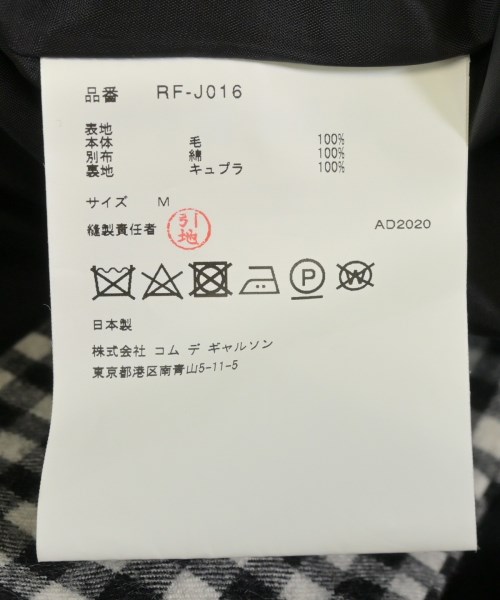 品番 RF-J016
表地
本体 毛 100%
別布 綿 100%
裏地 キュプラ 100%
サイズ M
縫製責任者 引地
AD2020
P W
日本製
株式会社 コム デ ギャルソン
東京都港区南青山5-11-5